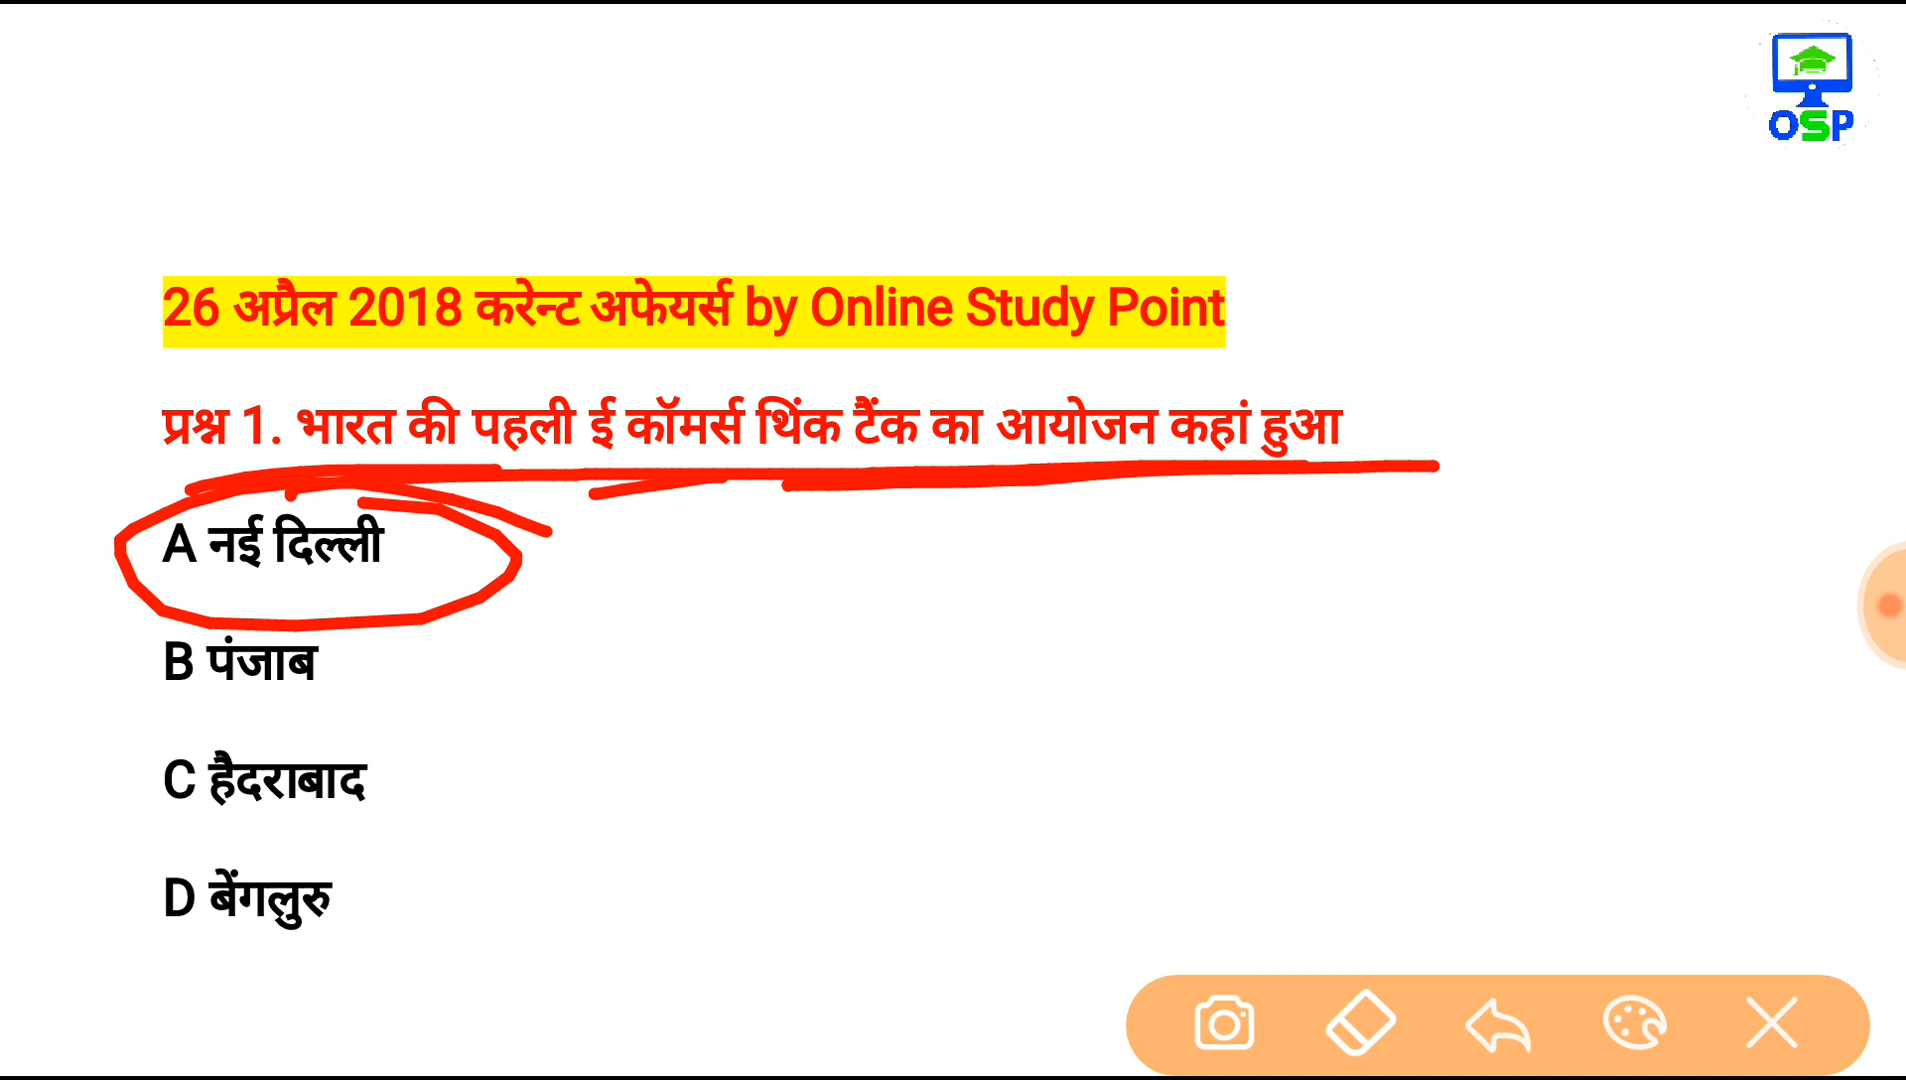 OSP
26 अप्रैल 2018 करेन्ट अफेयर्स by Online Study Point
प्रश्न 1. भारत की पहली ई कॉमर्स थिंक टैंक का आयोजन कहां हुआ
A नई दिल्ली
B पंजाब
C हैदराबाद
D बेंगलुरु